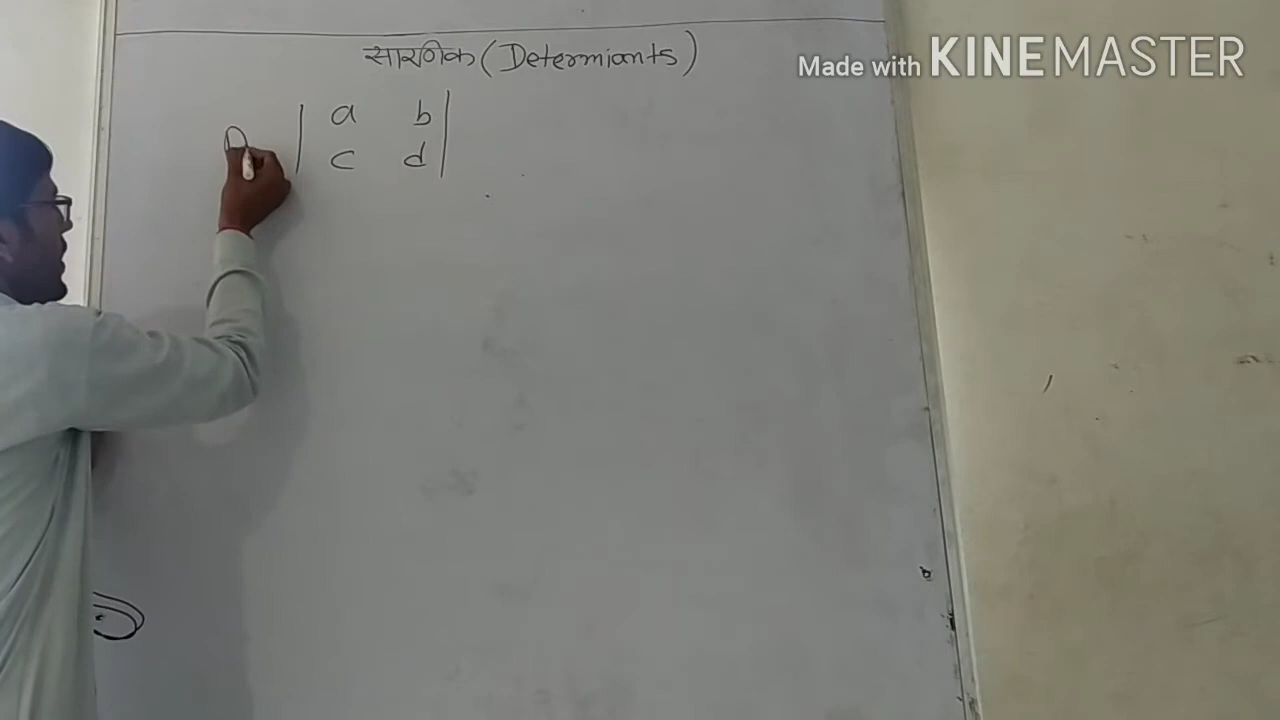 सारणिक (Determiants)
Made with KINEMASTER
| a b |
| c d |